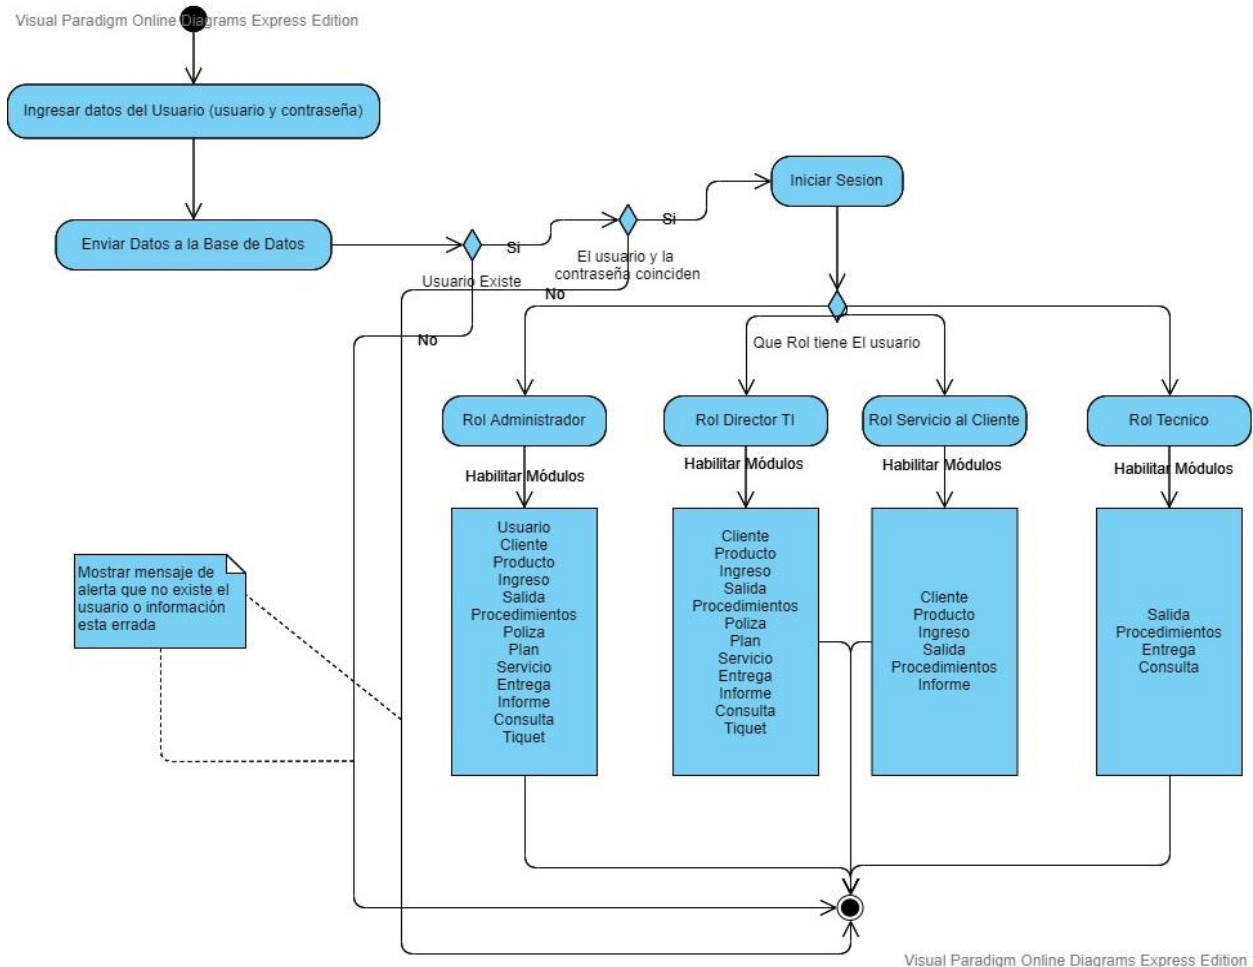 Visual Paradigm Online Diagrams Express Edition
Ingresar datos del Usuario (usuario y contraseña)
Enviar Datos a la Base de Datos
Usuario Existe
Si
No
El usuario y la
contraseña coinciden
Si
No
Iniciar Sesion
Que Rol tiene El usuario
Rol Administrador
Rol Director TI
Rol Servicio al Cliente
Rol Tecnico
Habilitar Módulos
Habilitar Módulos
Habilitar Módulos
Habilitar Módulos
Usuario
Cliente
Producto
Ingreso
Salida
Procedimientos
Poliza
Plan
Servicio
Entrega
Informe
Consulta
Tiquet
Cliente
Producto
Ingreso
Salida
Procedimientos
Poliza
Plan
Servicio
Entrega
Informe
Consulta
Tiquet
Cliente
Producto
Ingreso
Salida
Procedimientos
Informe
Salida
Procedimientos
Entrega
Consulta
Mostrar mensaje de
alerta que no existe el
usuario o información
esta errada
Visual Paradigm Online Diagrams Express Edition